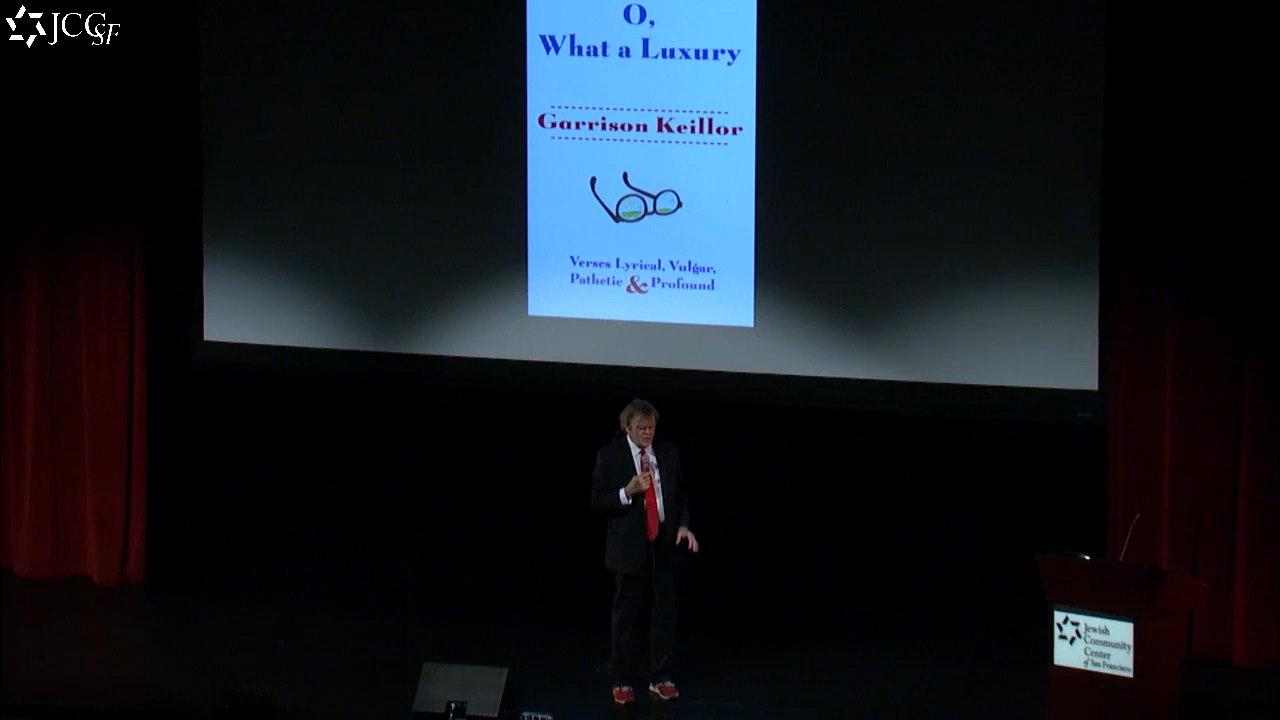 JCCSF
O,
What a Luxury
Garrison Keillor
Verses Lyrical, Vulgar,
Pathetic & Profound
Jewish
Community
Center
of San Francisco